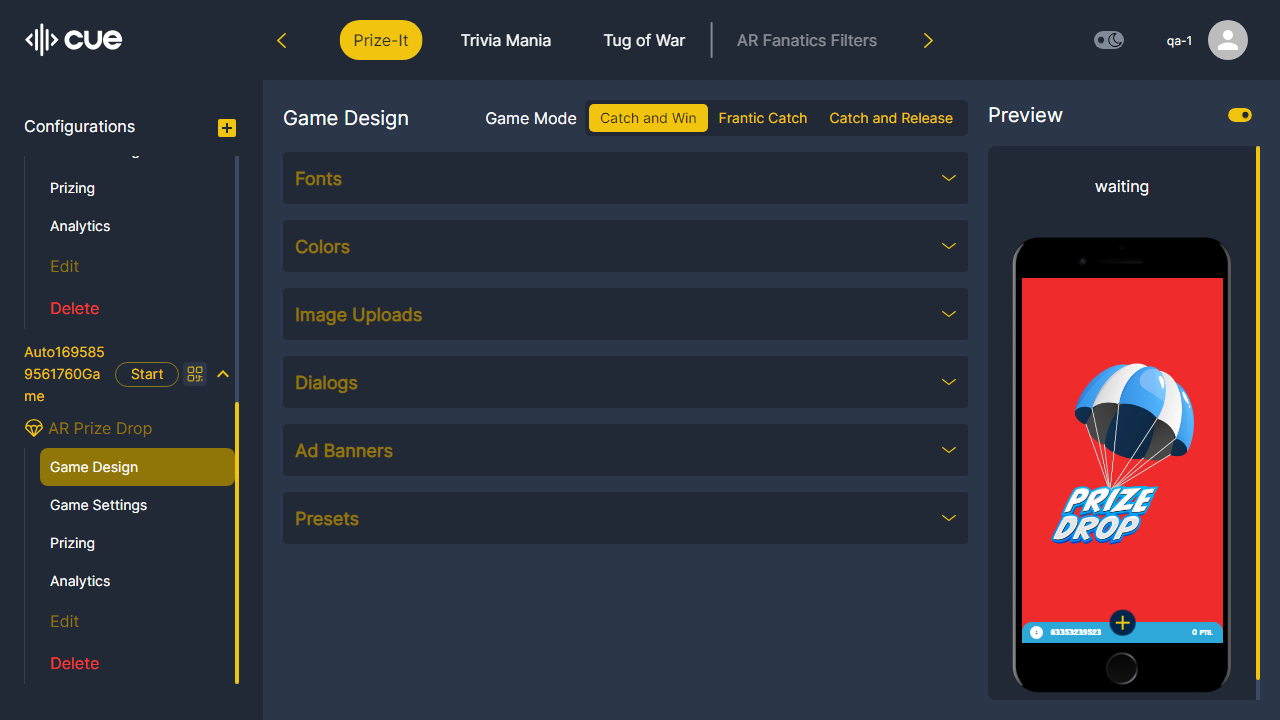 cue
Prize-It
Trivia Mania
Tug of War
AR Fanatics Filters
qa-1
Configurations
Prizing
Analytics
Edit
Delete
Auto169585
9561760Ga
me
Start
AR Prize Drop
Game Design
Game Settings
Prizing
Analytics
Edit
Delete
Game Design
Game Mode
Catch and Win
Frantic Catch
Catch and Release
Fonts
Colors
Image Uploads
Dialogs
Ad Banners
Presets
Preview
waiting
PRIZE
DROP
83353239523
0 PTS.